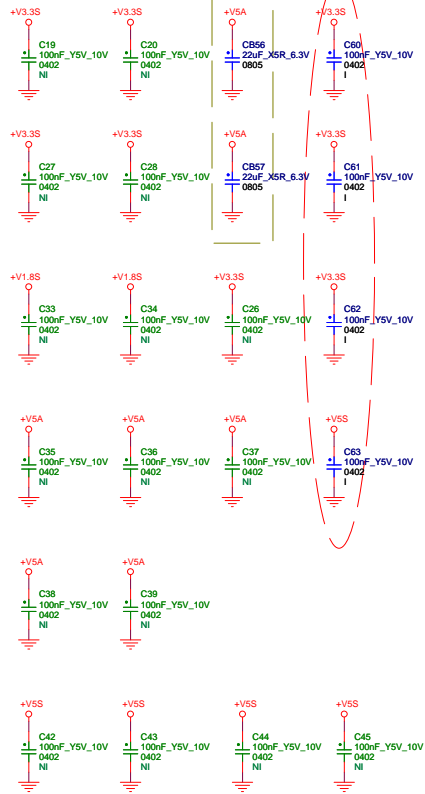 +V3.3S
C19
100nF_Y5V_10V
0402
NI
+V3.3S
C20
100nF_Y5V_10V
0402
NI
+V5A
CB56
22uF_X5R_6.3V
0805
+V3.3S
C60
100nF_Y5V_10V
0402
I
+V3.3S
C27
100nF_Y5V_10V
0402
NI
+V3.3S
C28
100nF_Y5V_10V
0402
NI
+V5A
CB57
22uF_X5R_6.3V
0805
+V3.3S
C61
100nF_Y5V_10V
0402
I
+V1.8S
C33
100nF_Y5V_10V
0402
NI
+V1.8S
C34
100nF_Y5V_10V
0402
NI
+V3.3S
C26
100nF_Y5V_10V
0402
NI
+V3.3S
C62
100nF_Y5V_10V
0402
I
+V5A
C35
100nF_Y5V_10V
0402
NI
+V5A
C36
100nF_Y5V_10V
0402
NI
+V5A
C37
100nF_Y5V_10V
0402
NI
+V5S
C63
100nF_Y5V_10V
0402
I
+V5A
C38
100nF_Y5V_10V
0402
NI
+V5A
C39
100nF_Y5V_10V
0402
NI
+V5S
C42
100nF_Y5V_10V
0402
NI
+V5S
C43
100nF_Y5V_10V
0402
NI
+V5S
C44
100nF_Y5V_10V
0402
NI
+V5S
C45
100nF_Y5V_10V
0402
NI